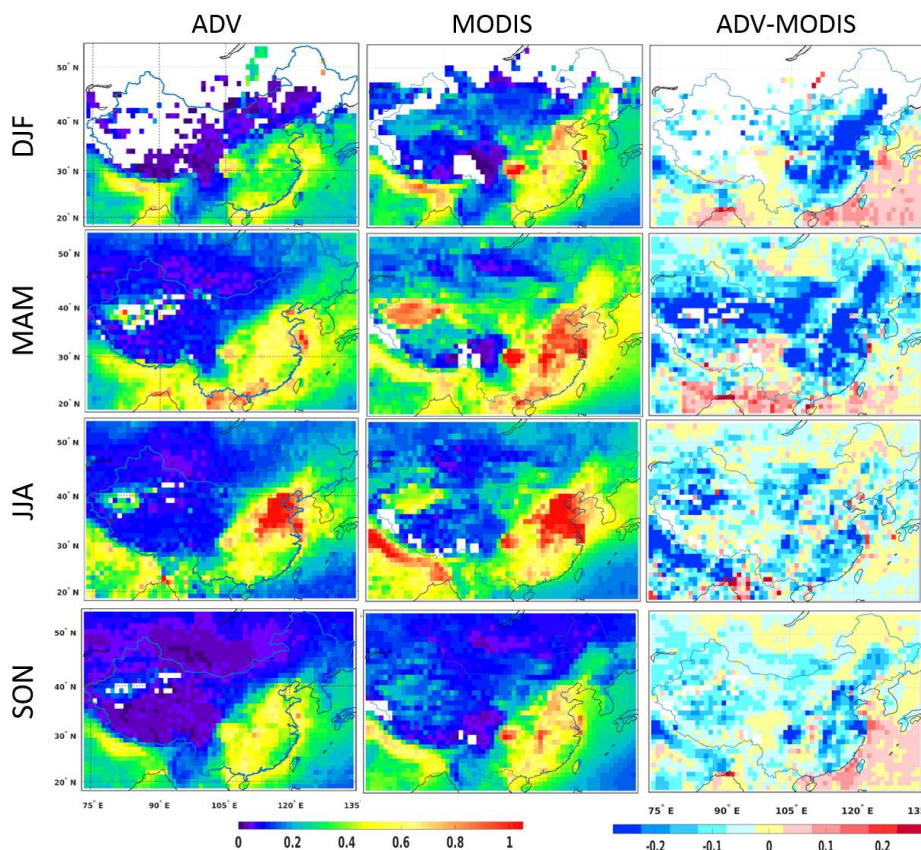 ADV MODIS ADV-MODIS
DJF
50° N
40° N
30° N
20° N
MAM
50° N
40° N
30° N
20° N
JJA
50° N
40° N
30° N
20° N
SON
50° N
40° N
30° N
20° N
75° E 90° E 105° E 120° E 135 75° E 90° E 105° E 120° E 135
0 0.2 0.4 0.6 0.8 1 -0.2 -0.1 0 0.1 0.2